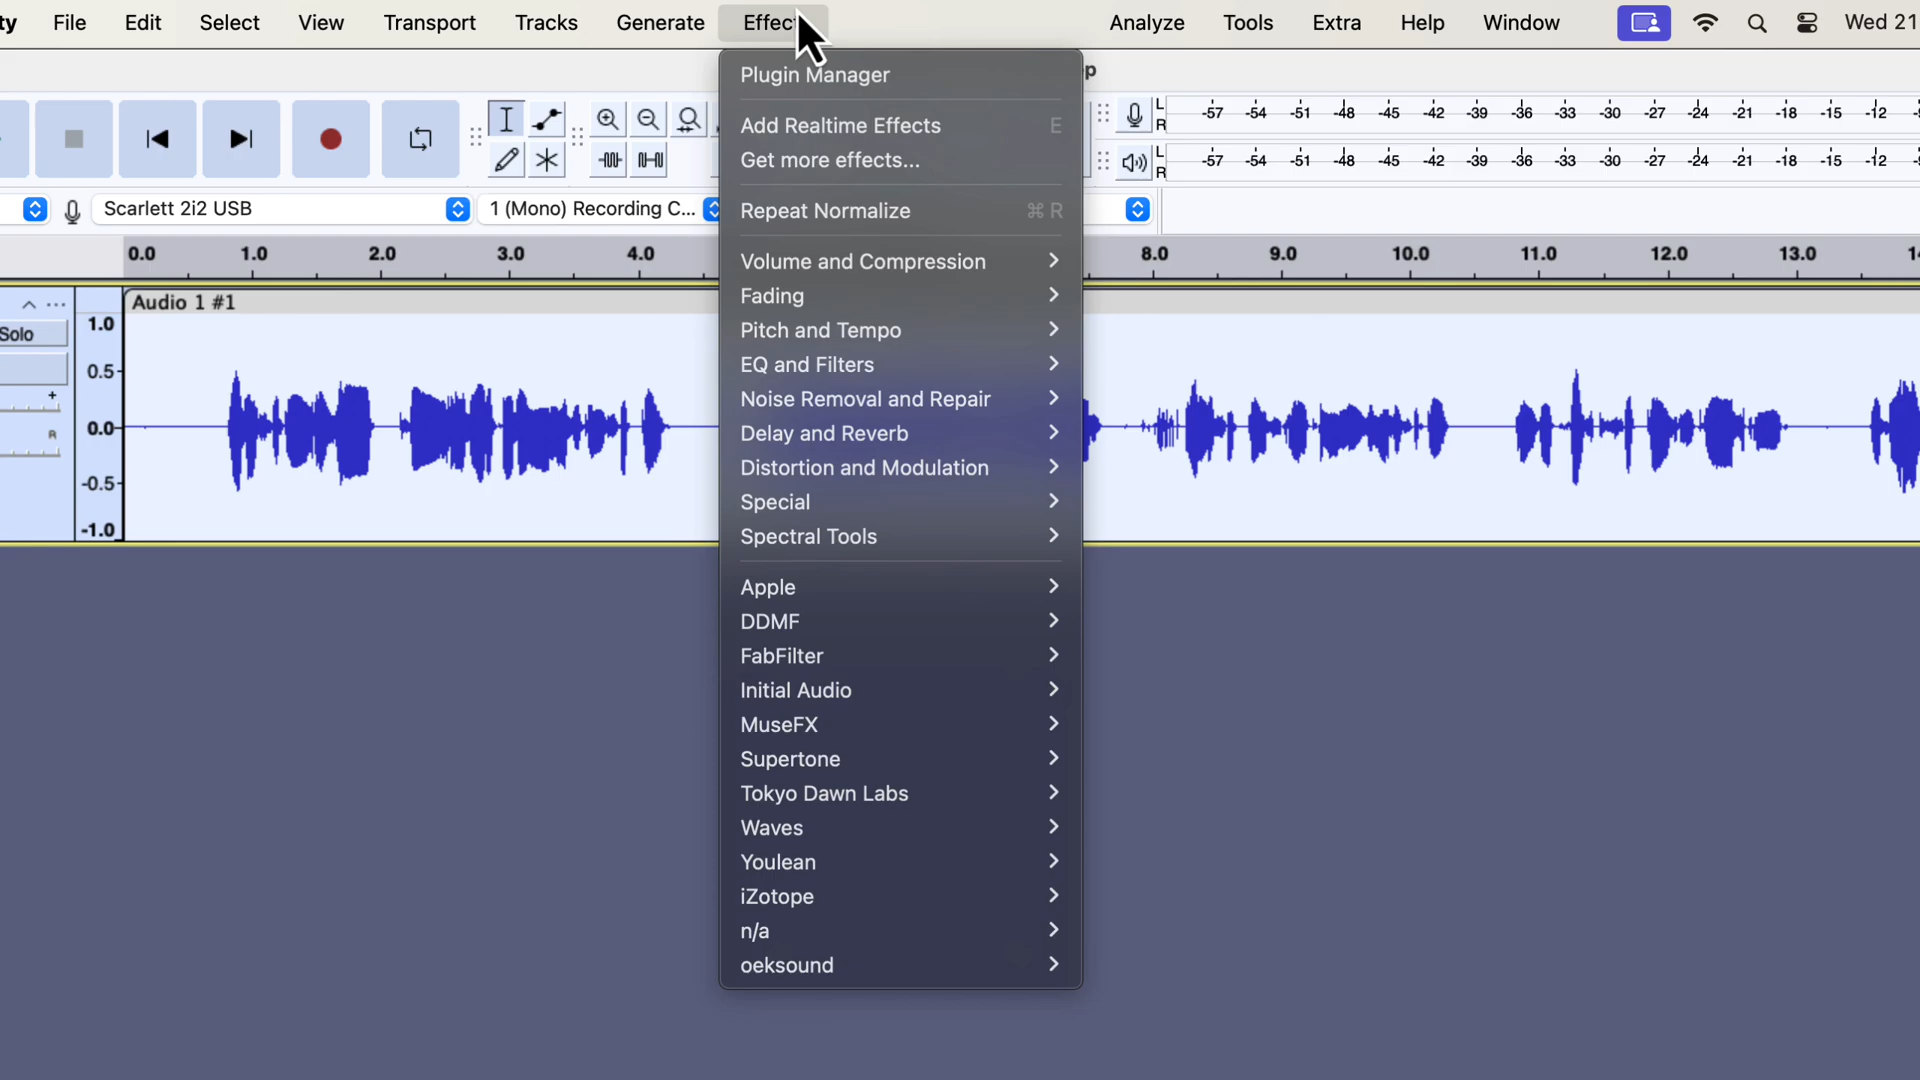 ty File Edit Select View Transport Tracks Generate Effect Analyze Tools Extra Help Window Wed 21
p
Plugin Manager
Add Realtime Effects E
Get more effects...
Repeat Normalize ⌘ R
Volume and Compression
Fading
Pitch and Tempo
EQ and Filters
Noise Removal and Repair
Delay and Reverb
Distortion and Modulation
Special
Spectral Tools
Apple
DDMF
FabFilter
Initial Audio
MuseFX
Supertone
Tokyo Dawn Labs
Waves
Youlean
iZotope
n/a
oeksound
L
R
-57 -54 -51 -48 -45 -42 -39 -36 -33 -30 -27 -24 -21 -18 -15 -12
L
R
-57 -54 -51 -48 -45 -42 -39 -36 -33 -30 -27 -24 -21 -18 -15 -12
Scarlett 2i2 USB 1 (Mono) Recording C...
0.0 1.0 2.0 3.0 4.0 8.0 9.0 10.0 11.0 12.0 13.0 14
Audio 1 #1
Solo
+
R
1.0
0.5
0.0
-0.5
-1.0